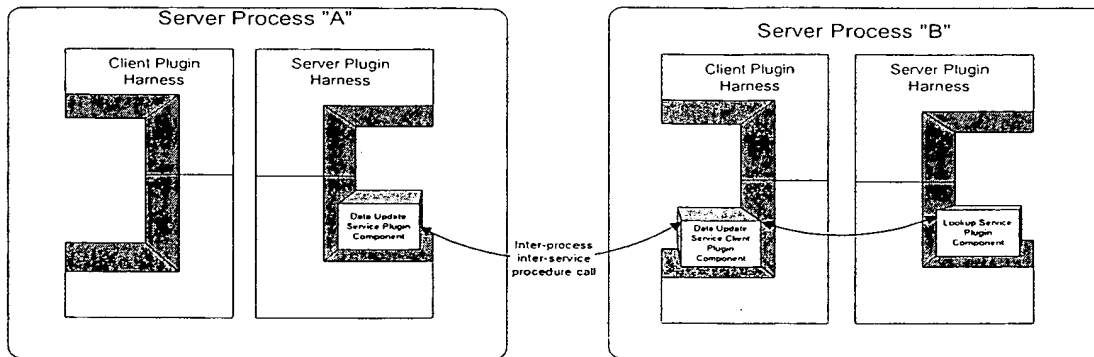 Server Process "A"
Client Plugin
Harness
Server Plugin
Harness
Data Update
Service Plugin
Component
Inter-process
inter-service
procedure call
Server Process "B"
Client Plugin
Harness
Server Plugin
Harness
Data Update
Service Client
Plugin
Component
Lookup Service
Plugin
Component